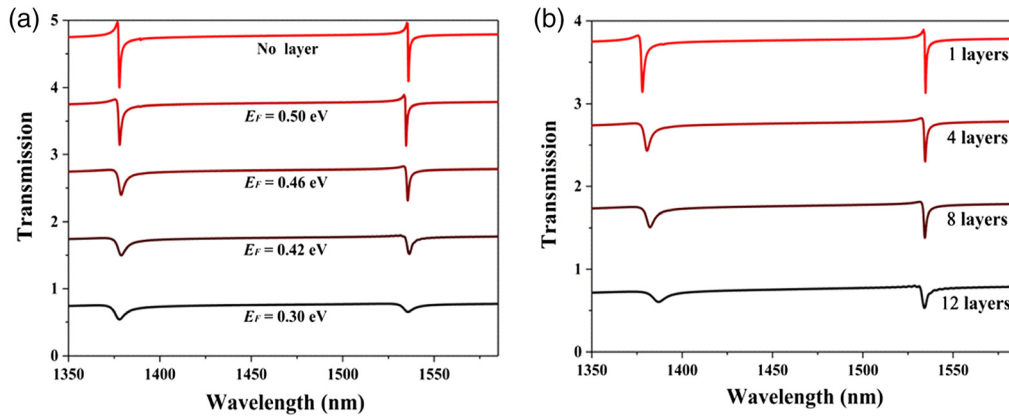 (a)
Transmission
5
4
3
2
1
0
No layer
E_F = 0.50 eV
E_F = 0.46 eV
E_F = 0.42 eV
E_F = 0.30 eV
1350 1400 1450 1500 1550
Wavelength (nm)
(b)
Transmission
4
3
2
1
0
1 layers
4 layers
8 layers
12 layers
1350 1400 1450 1500 1550
Wavelength (nm)